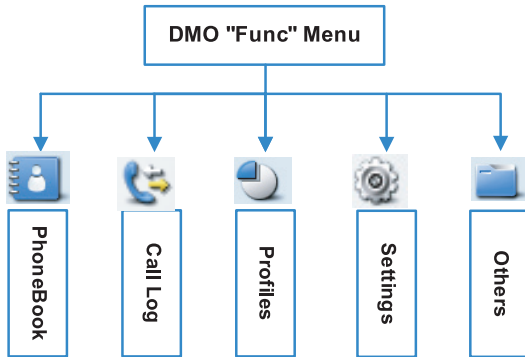 DMO "Func" Menu
PhoneBook
Call Log
Profiles
Settings
Others